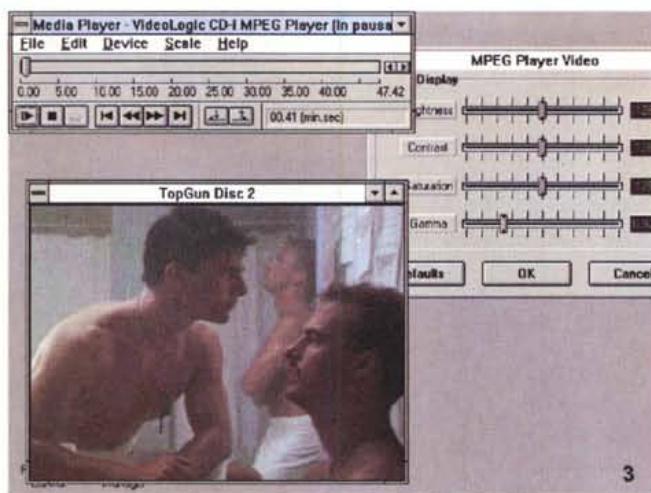 Media Player - VideoLogic CD-i MPEG Player (In pausa
File Edit Device Scale Help
0.00 5.00 10.00 15.00 20.00 25.00 30.00 35.00 40.00 47.42
00.41 (min.sec)
MPEG Player Video
Display
ghtness
Contrast
Saturation
Gamma
efaults OK Cancel
TopGun Disc 2
3